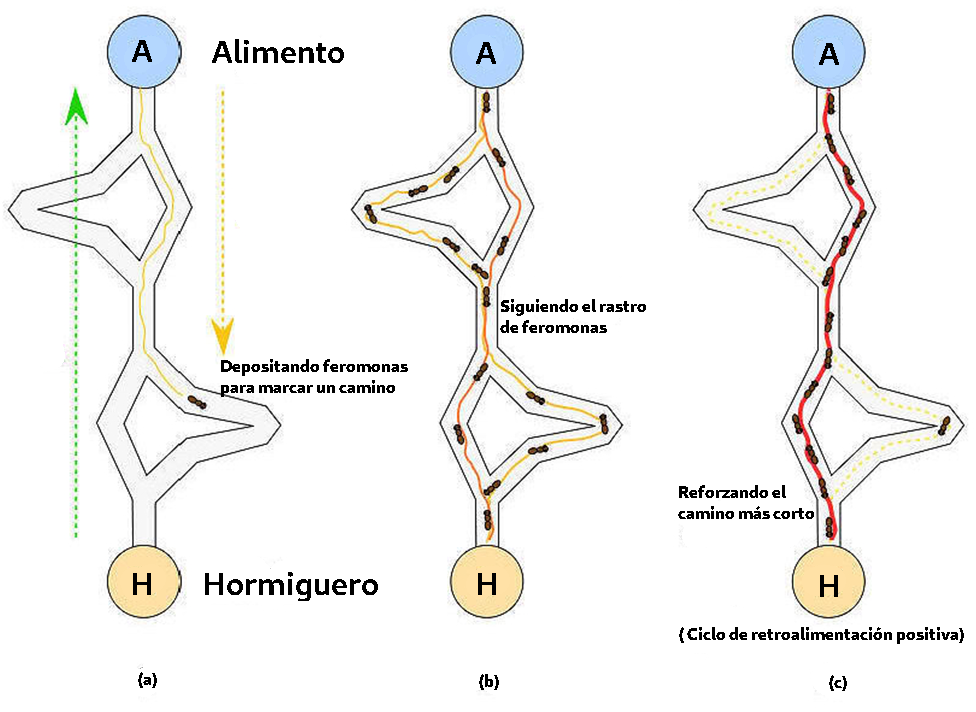 A
Alimento
Depositando feromonas
para marcar un camino
H
Hormiguero
(a)
A
Siguiendo el rastro
de feromonas
H
(b)
A
Reforzando el
camino más corto
H
( Ciclo de retroalimentación positiva)
(c)